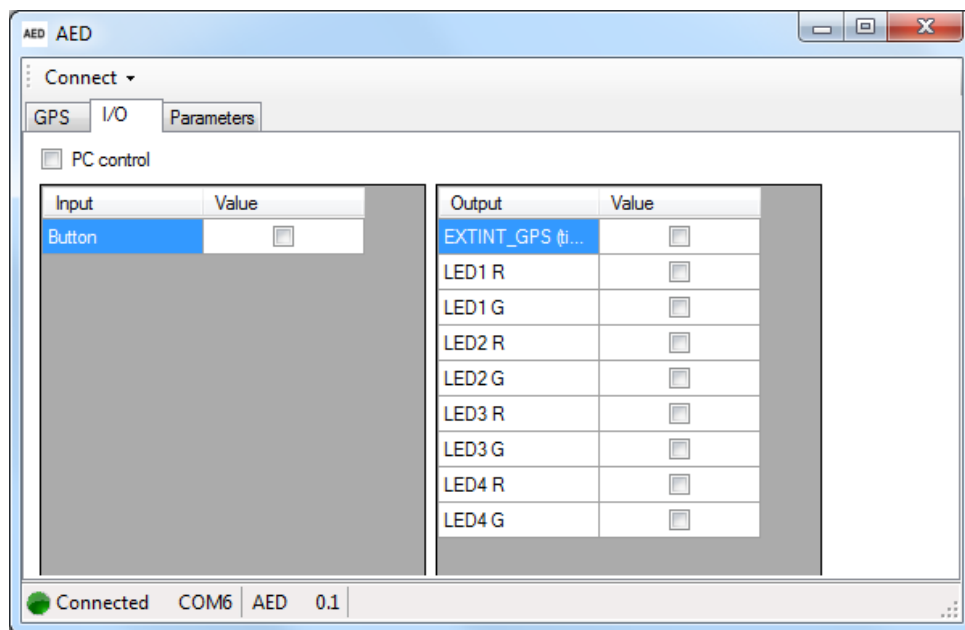 AED AED
Connect
GPS I/O Parameters
PC control
Input Value
Button
Output Value
EXTINT_GPS (ti...
LED1 R
LED1 G
LED2 R
LED2 G
LED3 R
LED3 G
LED4 R
LED4 G
Connected COM6 AED 0.1